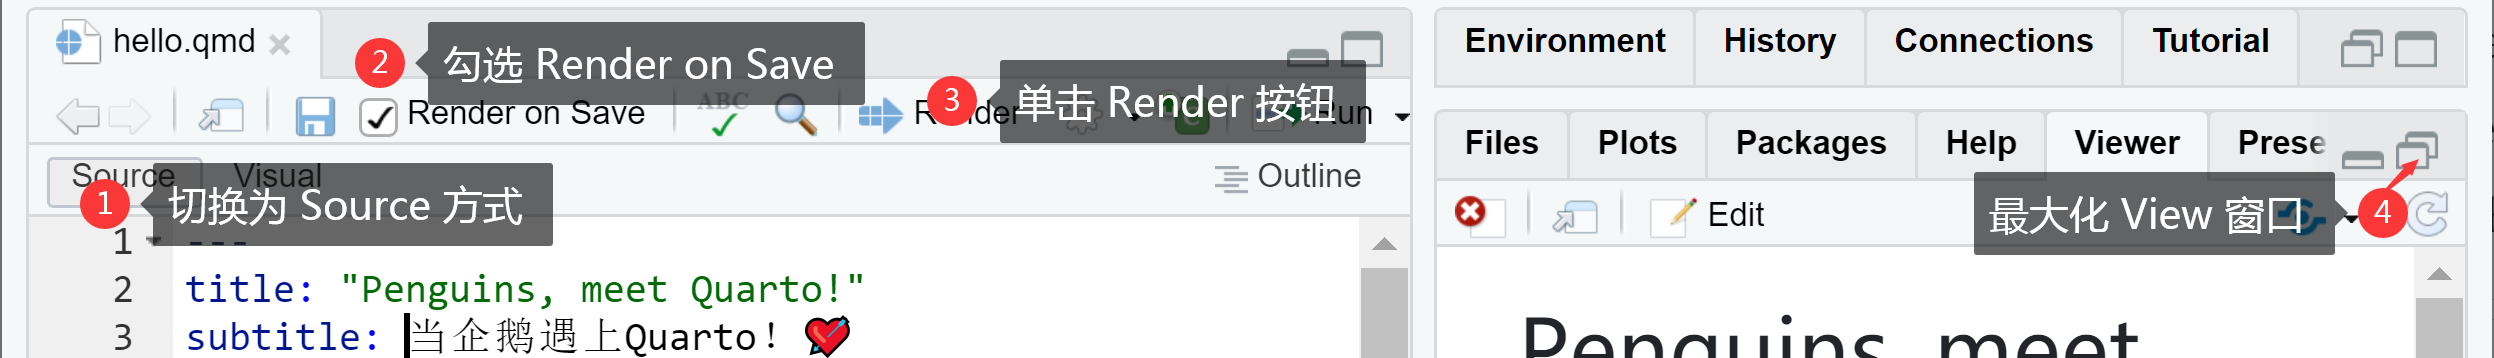 hello.qmd
2 勾选 Render on Save
Render on Save
ABC
Render
3 单击 Render 按钮
Run
Source
Visual
Outline
1 切换为 Source 方式
1 ---
2 title: "Penguins, meet Quarto!"
3 subtitle: 当企鹅遇上Quarto! 💘
Environment History Connections Tutorial
Files Plots Packages Help Viewer Prese
Edit
最大化 View 窗口 4
Penguins, meet